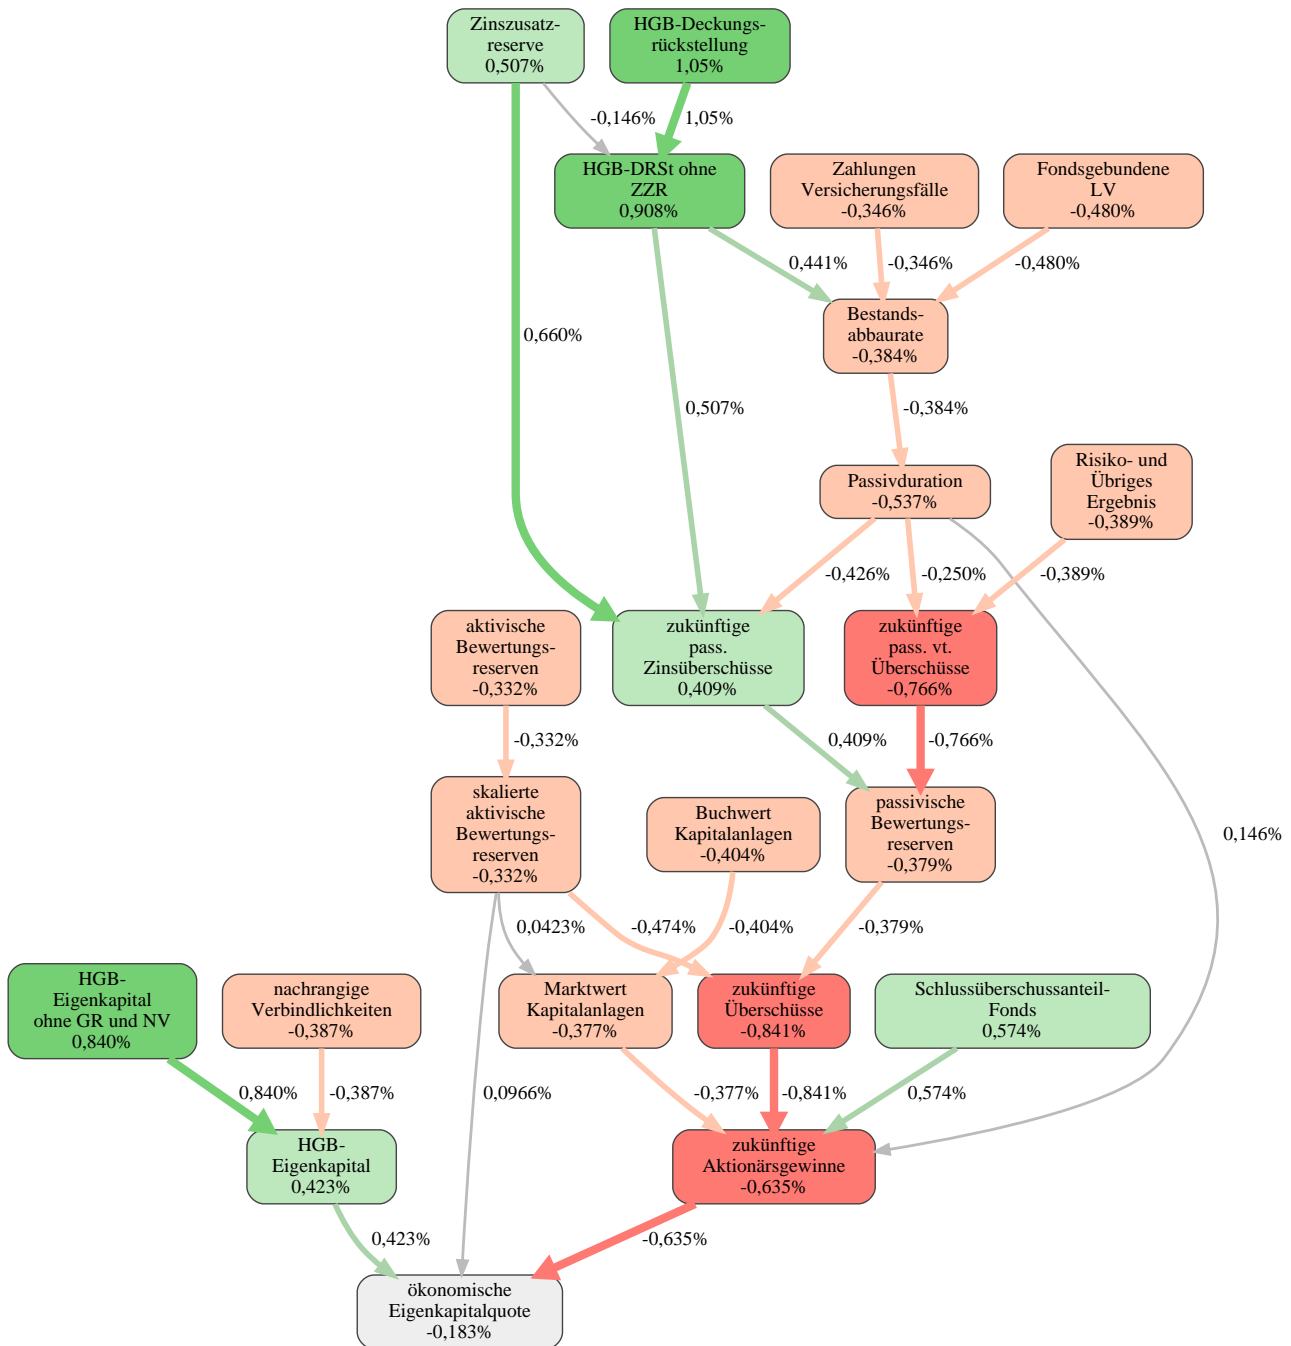 Zinszusatz-
reserve
0,507%
HGB-Deckungs-
rückstellung
1,05%
-0,146%
1,05%
HGB-DRSt ohne
ZZR
0,908%
Zahlungen
Versicherungsfälle
-0,346%
Fondsgebundene
LV
-0,480%
0,441%
-0,346%
-0,480%
0,660%
Bestands-
abbaurate
-0,384%
0,507%
-0,384%
Passivduration
-0,537%
Risiko- und
Übriges
Ergebnis
-0,389%
-0,426%
-0,250%
-0,389%
aktivische
Bewertungs-
reserven
-0,332%
zukünftige
pass.
Zinsüberschüsse
0,409%
zukünftige
pass. vt.
Überschüsse
-0,766%
-0,332%
0,409%
-0,766%
skalierte
aktivische
Bewertungs-
reserven
-0,332%
Buchwert
Kapitalanlagen
-0,404%
passivische
Bewertungs-
reserven
-0,379%
0,146%
0,0423%
-0,474%
-0,404%
-0,379%
HGB-
Eigenkapital
ohne GR und NV
0,840%
nachrangige
Verbindlichkeiten
-0,387%
Marktwert
Kapitalanlagen
-0,377%
zukünftige
Überschüsse
-0,841%
Schlussüberschussanteil-
Fonds
0,574%
0,840%
-0,387%
0,0966%
-0,377%
-0,841%
0,574%
HGB-
Eigenkapital
0,423%
zukünftige
Aktionärsgewinne
-0,635%
0,423%
-0,635%
ökonomische
Eigenkapitalquote
-0,183%